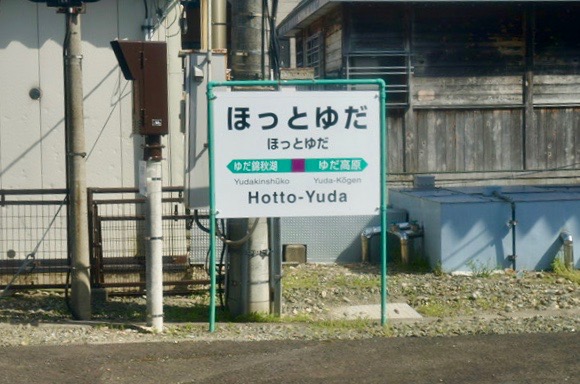 ほっとゆだ
ほっとゆだ
ゆだ錦秋湖 ゆだ高原
Yudakinshūko Yuda-Kōgen
Hotto-Yuda